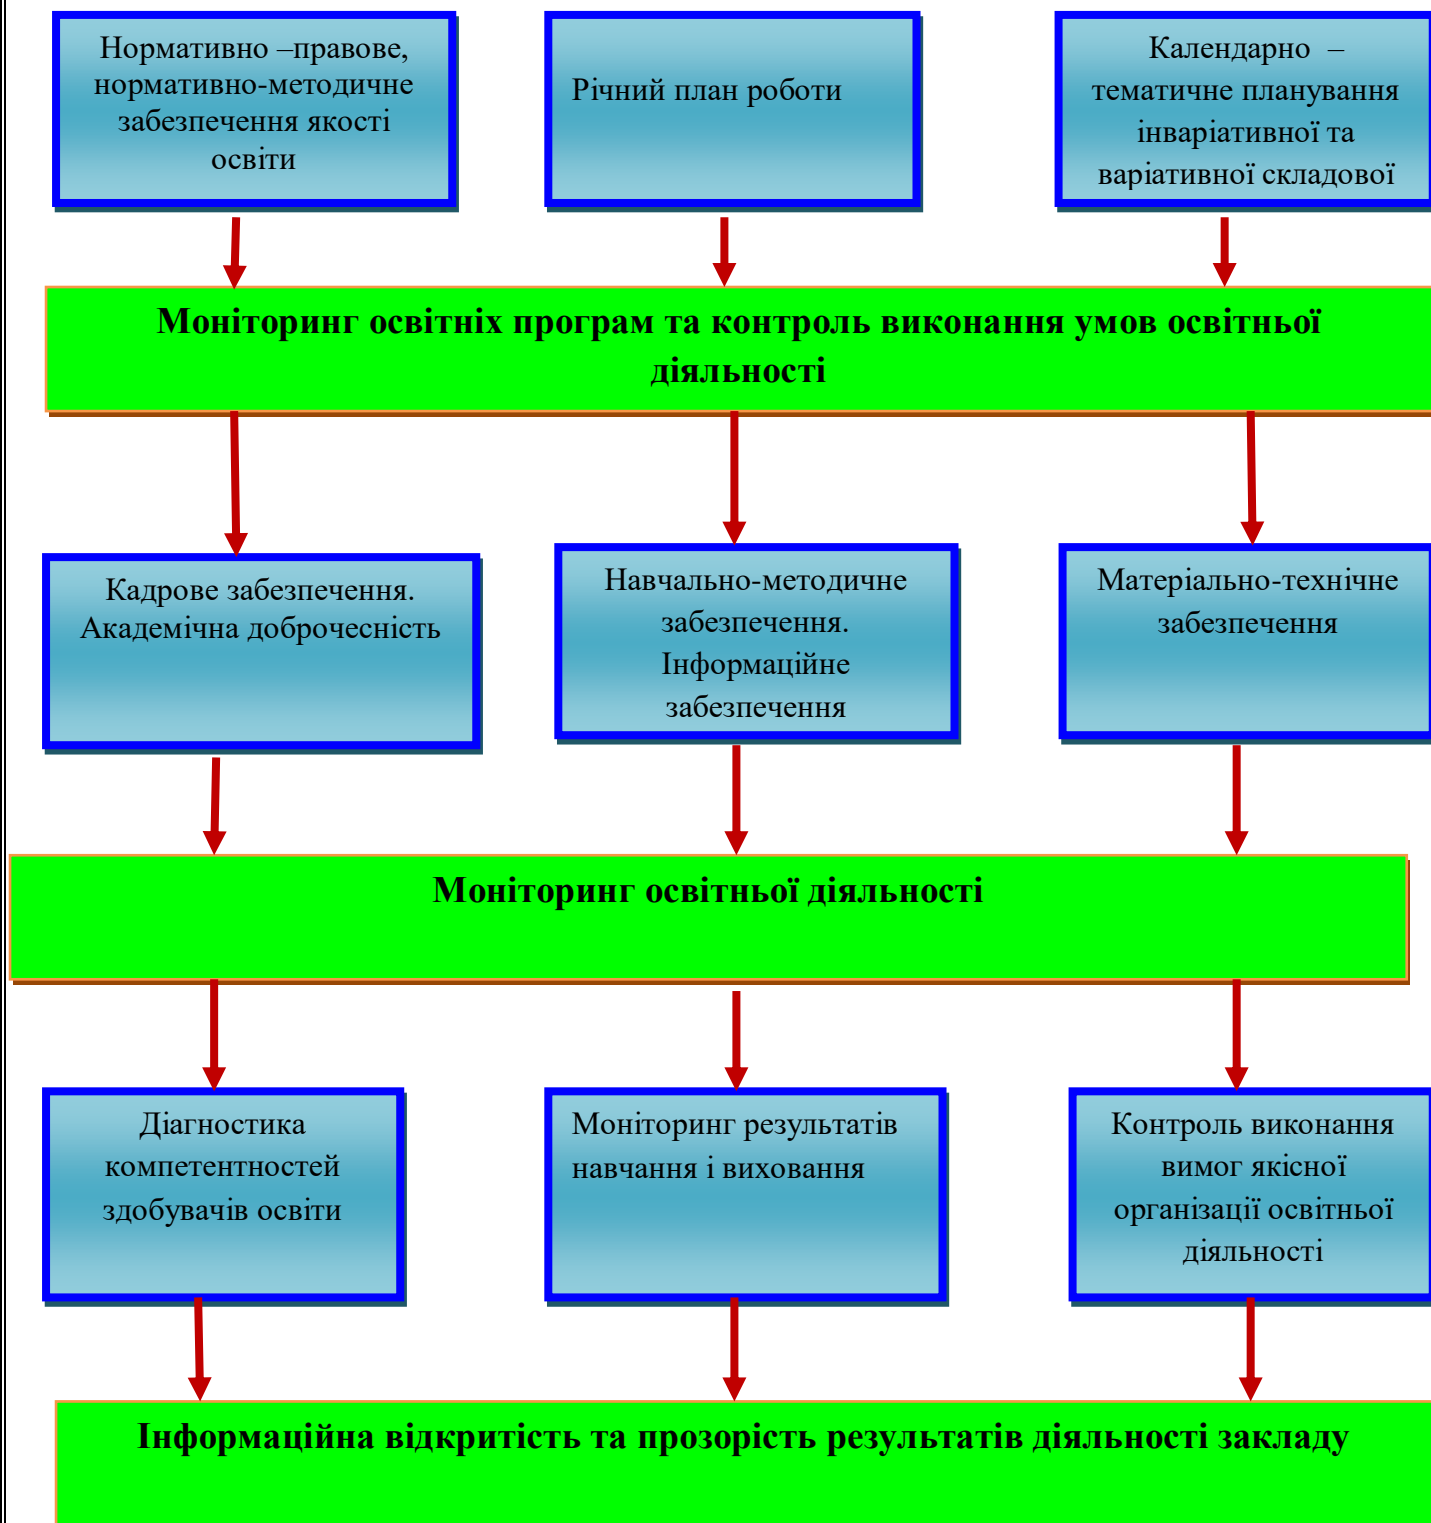 Нормативно –правове,
нормативно-методичне
забезпечення якості
освіти
Річний план роботи
Календарно –
тематичне планування
інваріативної та
варіативної складової
Моніторинг освітніх програм та контроль виконання умов освітньої
діяльності
Кадрове забезпечення.
Академічна доброчесність
Навчально-методичне
забезпечення.
Інформаційне
забезпечення
Матеріально-технічне
забезпечення
Моніторинг освітньої діяльності
Діагностика
компетентностей
здобувачів освіти
Моніторинг результатів
навчання і виховання
Контроль виконання
вимог якісної
організації освітньої
діяльності
Інформаційна відкритість та прозорість результатів діяльності закладу